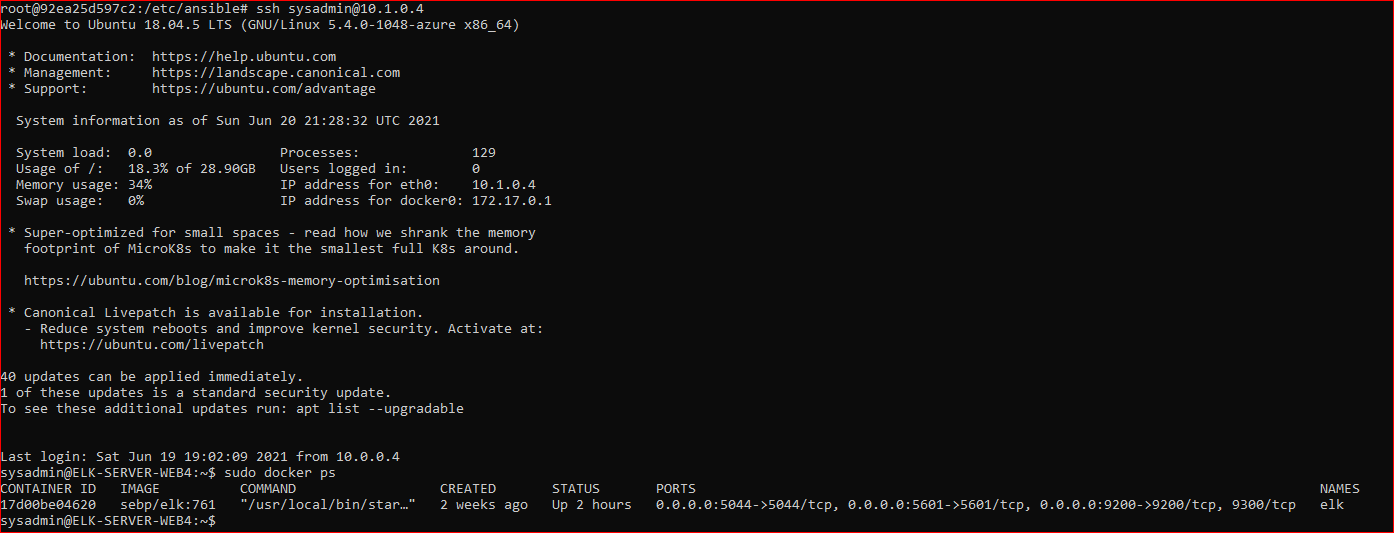 root@92ea25d597c2:/etc/ansible# ssh sysadmin@10.1.0.4
Welcome to Ubuntu 18.04.5 LTS (GNU/Linux 5.4.0-1048-azure x86_64)

 * Documentation:  https://help.ubuntu.com
 * Management:     https://landscape.canonical.com
 * Support:        https://ubuntu.com/advantage

  System information as of Sun Jun 20 21:28:32 UTC 2021

  System load:  0.0                Processes:              129
  Usage of /:   18.3% of 28.90GB   Users logged in:        0
  Memory usage: 34%                IP address for eth0:    10.1.0.4
  Swap usage:   0%                 IP address for docker0: 172.17.0.1

 * Super-optimized for small spaces - read how we shrank the memory
   footprint of MicroK8s to make it the smallest full K8s around.

   https://ubuntu.com/blog/microk8s-memory-optimisation

 * Canonical Livepatch is available for installation.
   - Reduce system reboots and improve kernel security. Activate at:
     https://ubuntu.com/livepatch

40 updates can be applied immediately.
1 of these updates is a standard security update.
To see these additional updates run: apt list --upgradable

Last login: Sat Jun 19 19:02:09 2021 from 10.0.0.4
sysadmin@ELK-SERVER-WEB4:~$ sudo docker ps
CONTAINER ID   IMAGE          COMMAND                  CREATED       STATUS       PORTS                                                                              NAMES
17d00be04620   sebp/elk:761   "/usr/local/bin/star…"   2 weeks ago   Up 2 hours   0.0.0.0:5044->5044/tcp, 0.0.0.0:5601->5601/tcp, 0.0.0.0:9200->9200/tcp, 9300/tcp   elk
sysadmin@ELK-SERVER-WEB4:~$